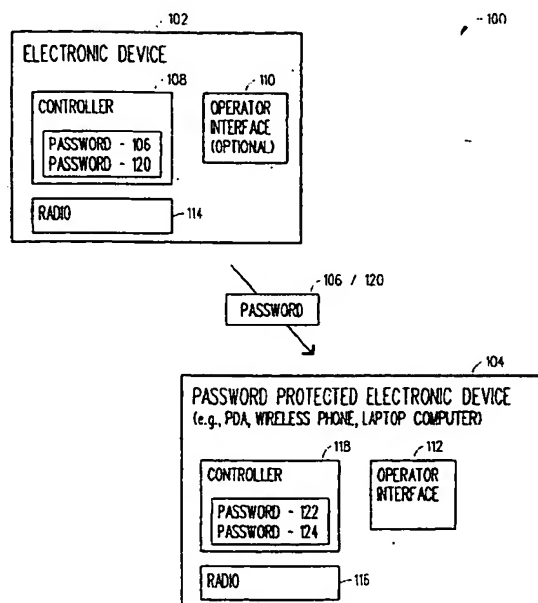 102
100
ELECTRONIC DEVICE
108
110
CONTROLLER
PASSWORD - 106
PASSWORD - 120
OPERATOR
INTERFACE
(OPTIONAL)
RADIO
114
106 / 120
PASSWORD
104
PASSWORD PROTECTED ELECTRONIC DEVICE
(e.g., PDA, WIRELESS PHONE, LAPTOP COMPUTER)
118
112
CONTROLLER
PASSWORD - 122
PASSWORD - 124
OPERATOR
INTERFACE
RADIO
116